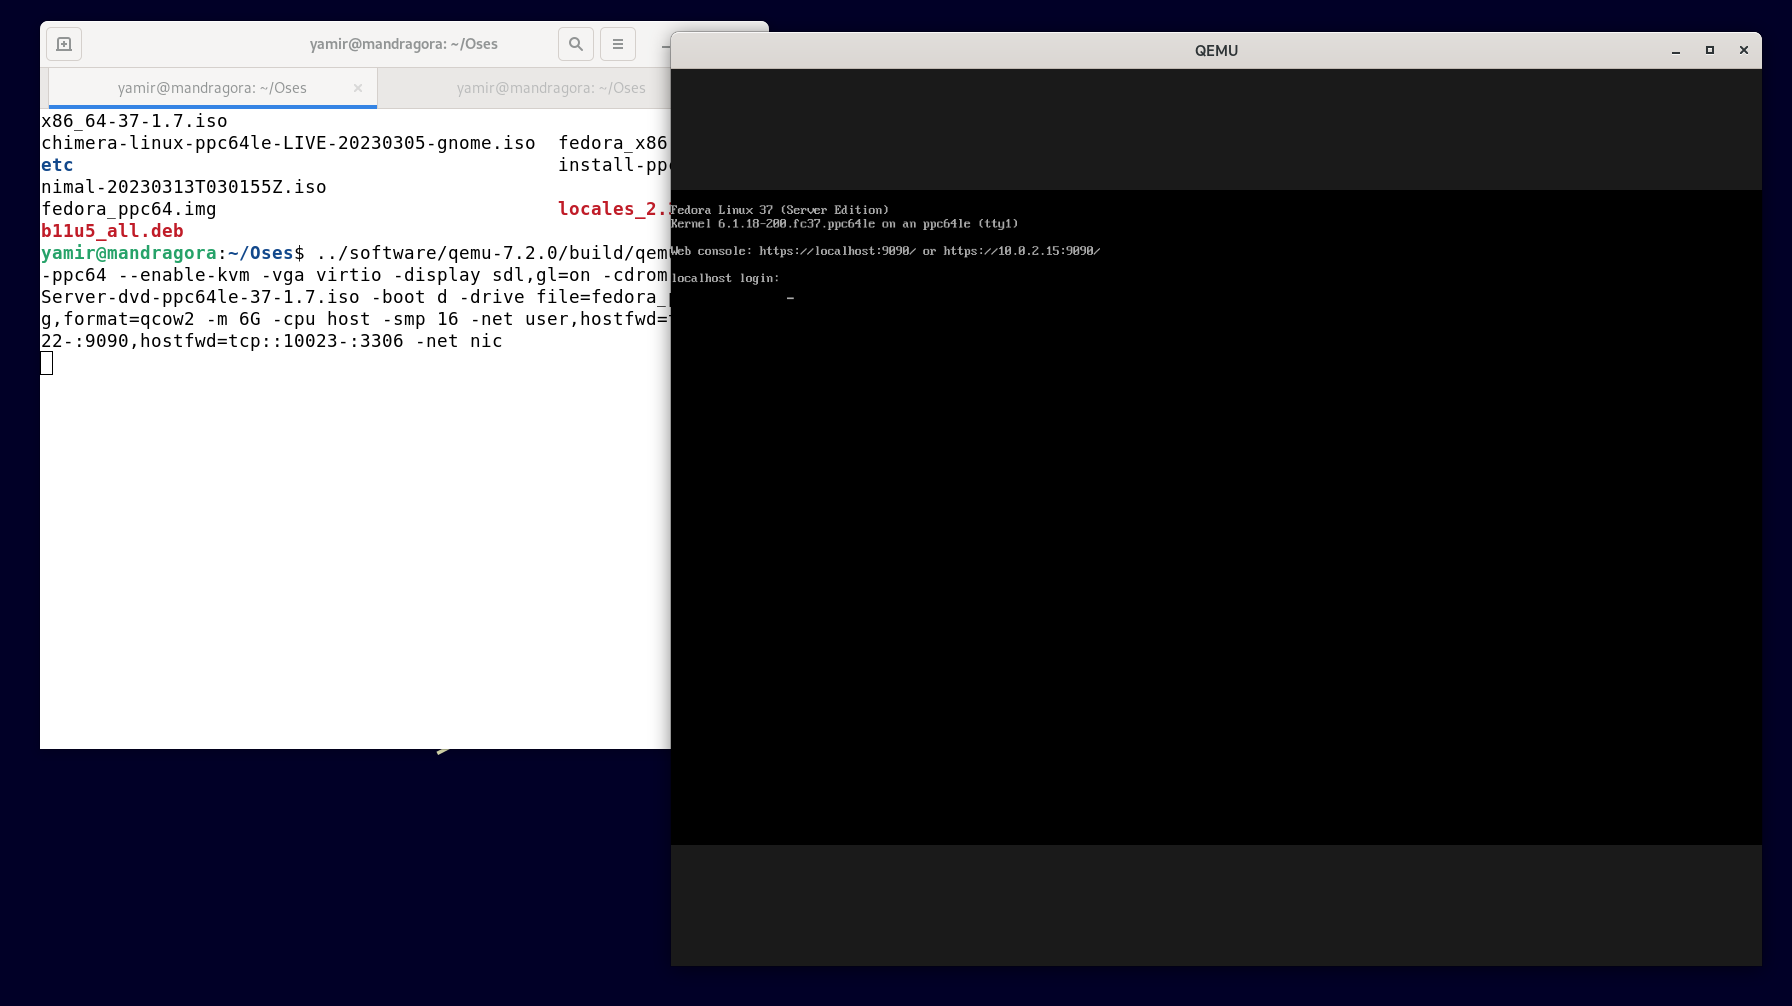 yamir@mandragora: ~/Oses
yamir@mandragora: ~/Oses
yamir@mandragora: ~/Oses
x86_64-37-1.7.iso
chimera-linux-ppc64le-LIVE-20230305-gnome.iso fedora_x86
etc install-ppc
nimal-20230313T030155Z.iso
fedora_ppc64.img locales_2.
b11u5_all.deb
yamir@mandragora:~/Oses$ ../software/qemu-7.2.0/build/qemu
-ppc64 --enable-kvm -vga virtio -display sdl,gl=on -cdrom
Server-dvd-ppc64le-37-1.7.iso -boot d -drive file=fedora_
g,format=qcow2 -m 6G -cpu host -smp 16 -net user,hostfwd=
22-:9090,hostfwd=tcp::10023-:3306 -net nic
QEMU
Fedora Linux 37 (Server Edition)
Kernel 6.1.18-200.fc37.ppc64le on an ppc64le (tty1)
Web console: https://localhost:9090/ or https://10.0.2.15:9090/
localhost login: